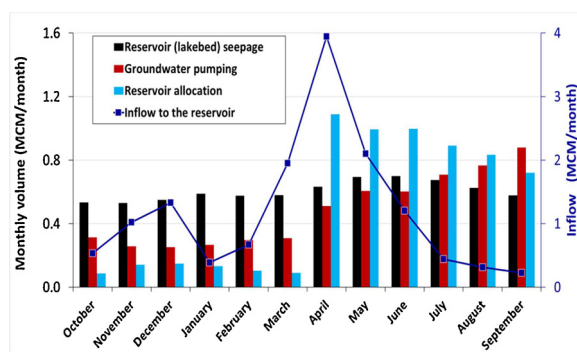 Monthly volume (MCM/month)
1.6
1.2
0.8
0.4
0.0
Reservoir (lakebed) seepage
Groundwater pumping
Reservoir allocation
Inflow to the reservoir
4
3
2
1
0
Inflow (MCM/month)
October
November
December
January
February
March
April
May
June
July
August
September